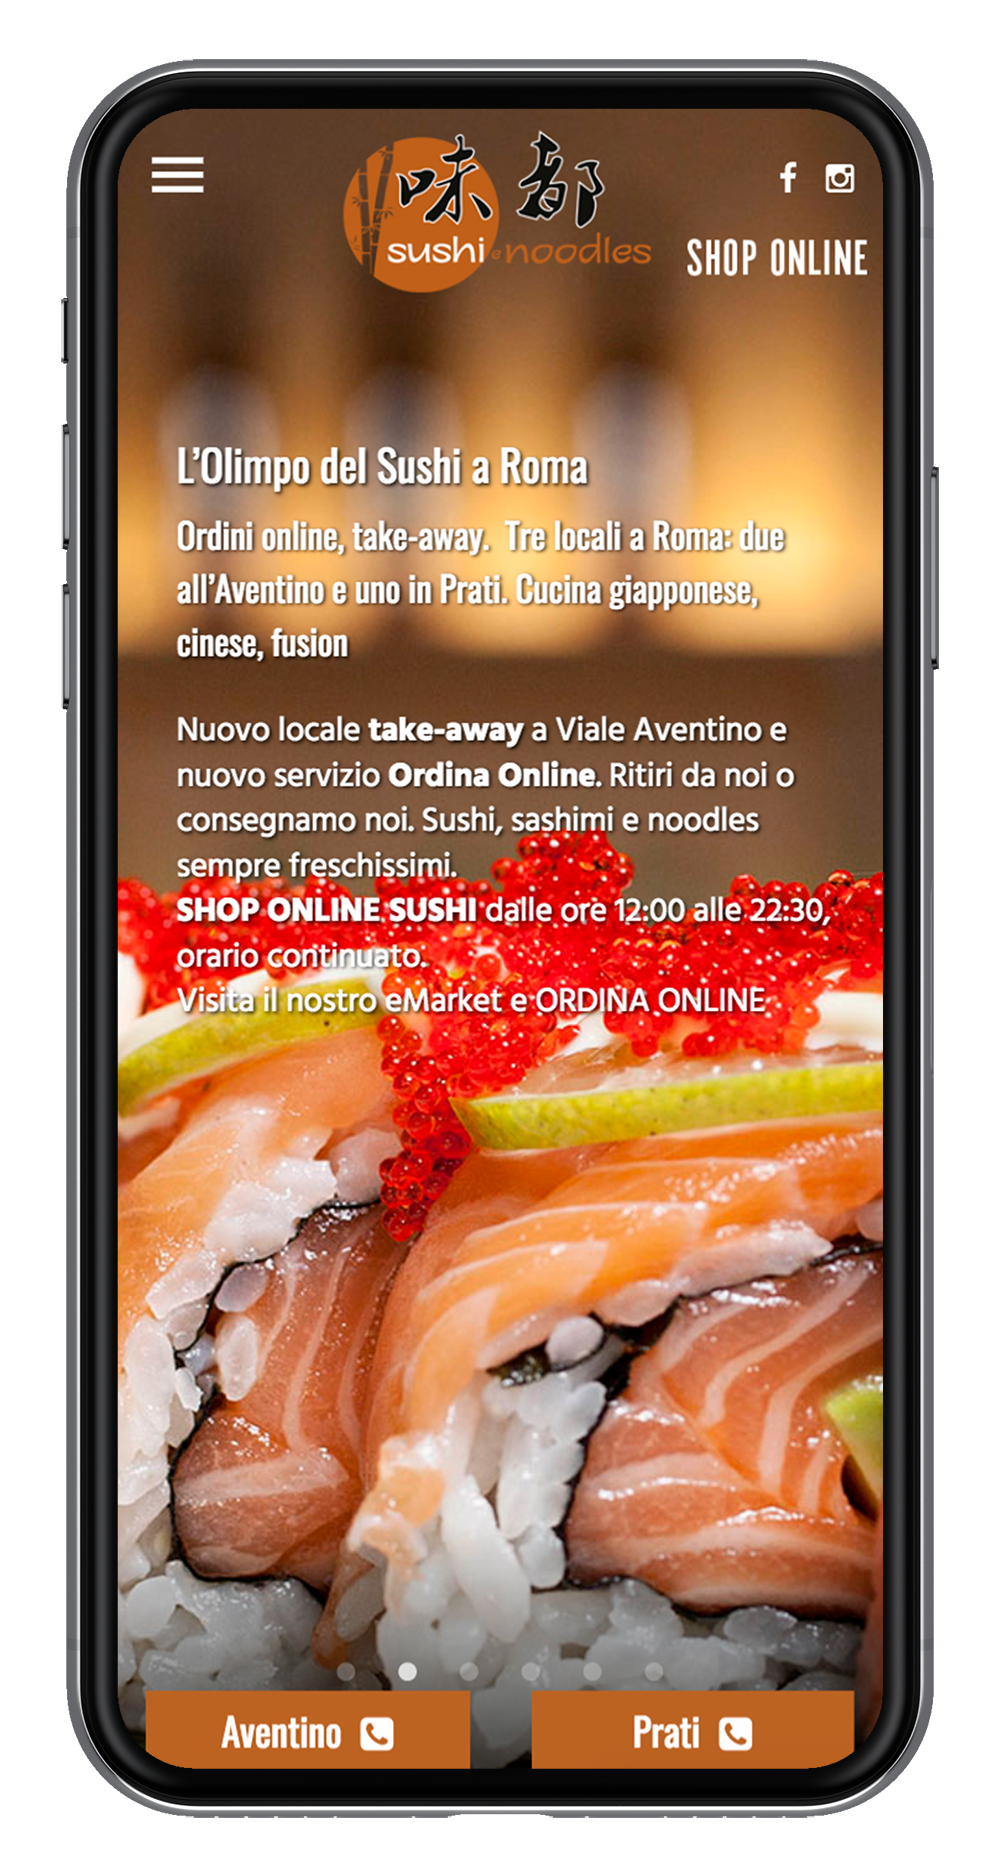 味都
sushi e noodles
f
SHOP ONLINE
L'Olimpo del Sushi a Roma
Ordini online, take-away. Tre locali a Roma: due
all'Aventino e uno in Prati. Cucina giapponese,
cinese, fusion
Nuovo locale take-away a Viale Aventino e
nuovo servizio Ordina Online. Ritiri da noi o
consegnamo noi. Sushi, sashimi e noodles
sempre freschissimi.
SHOP ONLINE SUSHI dalle ore 12:00 alle 22:30,
orario continuato.
Visita il nostro eMarket e ORDINA ONLINE
Aventino
Prati